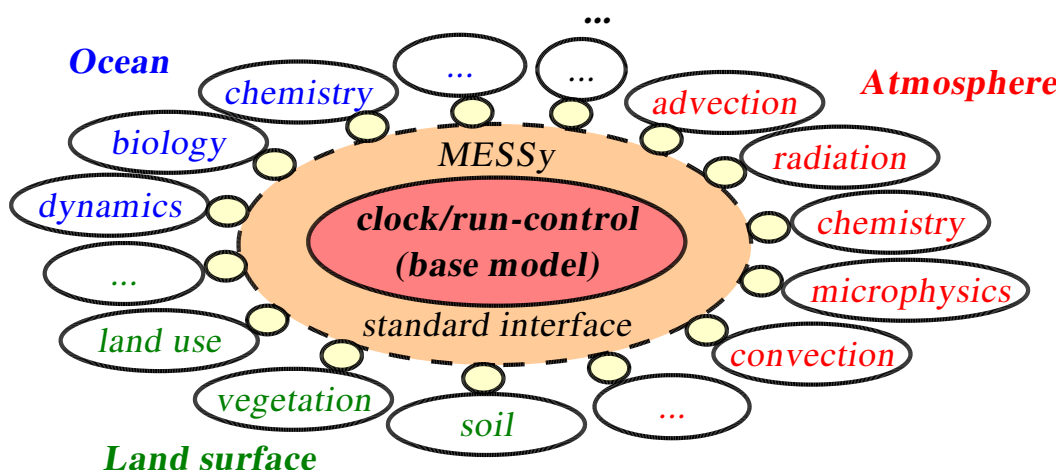 ...
Ocean
...
...
chemistry
advection
Atmosphere
biology
MESSy
radiation
dynamics
clock/run-control
(base model)
chemistry
...
microphysics
land use
standard interface
convection
vegetation
soil
...
Land surface